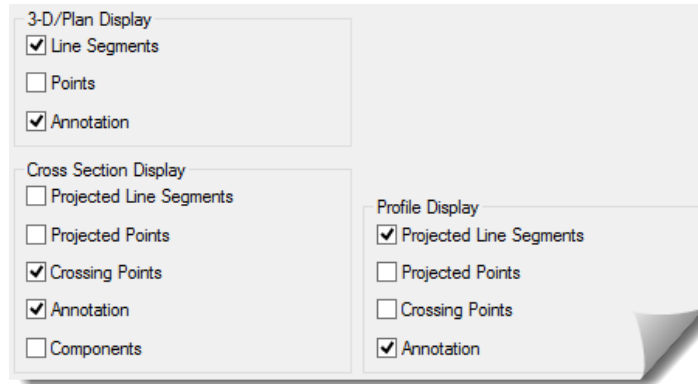 3-D/Plan Display
Line Segments
Points
Annotation
Cross Section Display
Projected Line Segments
Projected Points
Crossing Points
Annotation
Components
Profile Display
Projected Line Segments
Projected Points
Crossing Points
Annotation